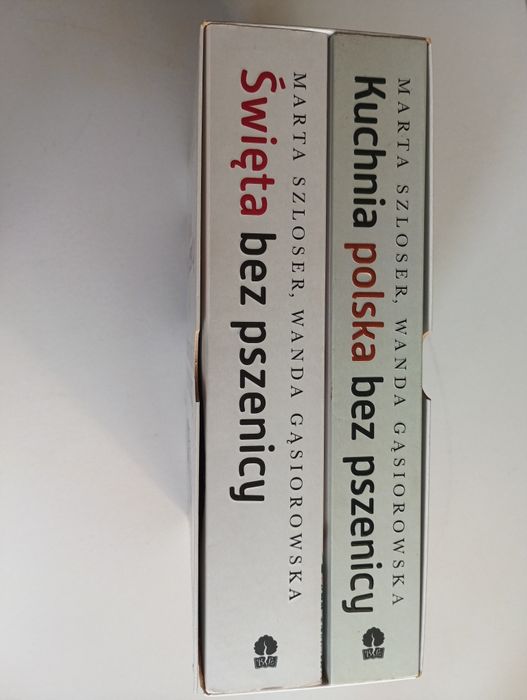 MARTA SZLOSER, WANDA GĄSIOROWSKA
Kuchnia polska bez pszenicy
MARTA SZLOSER, WANDA GĄSIOROWSKA
Święta bez pszenicy